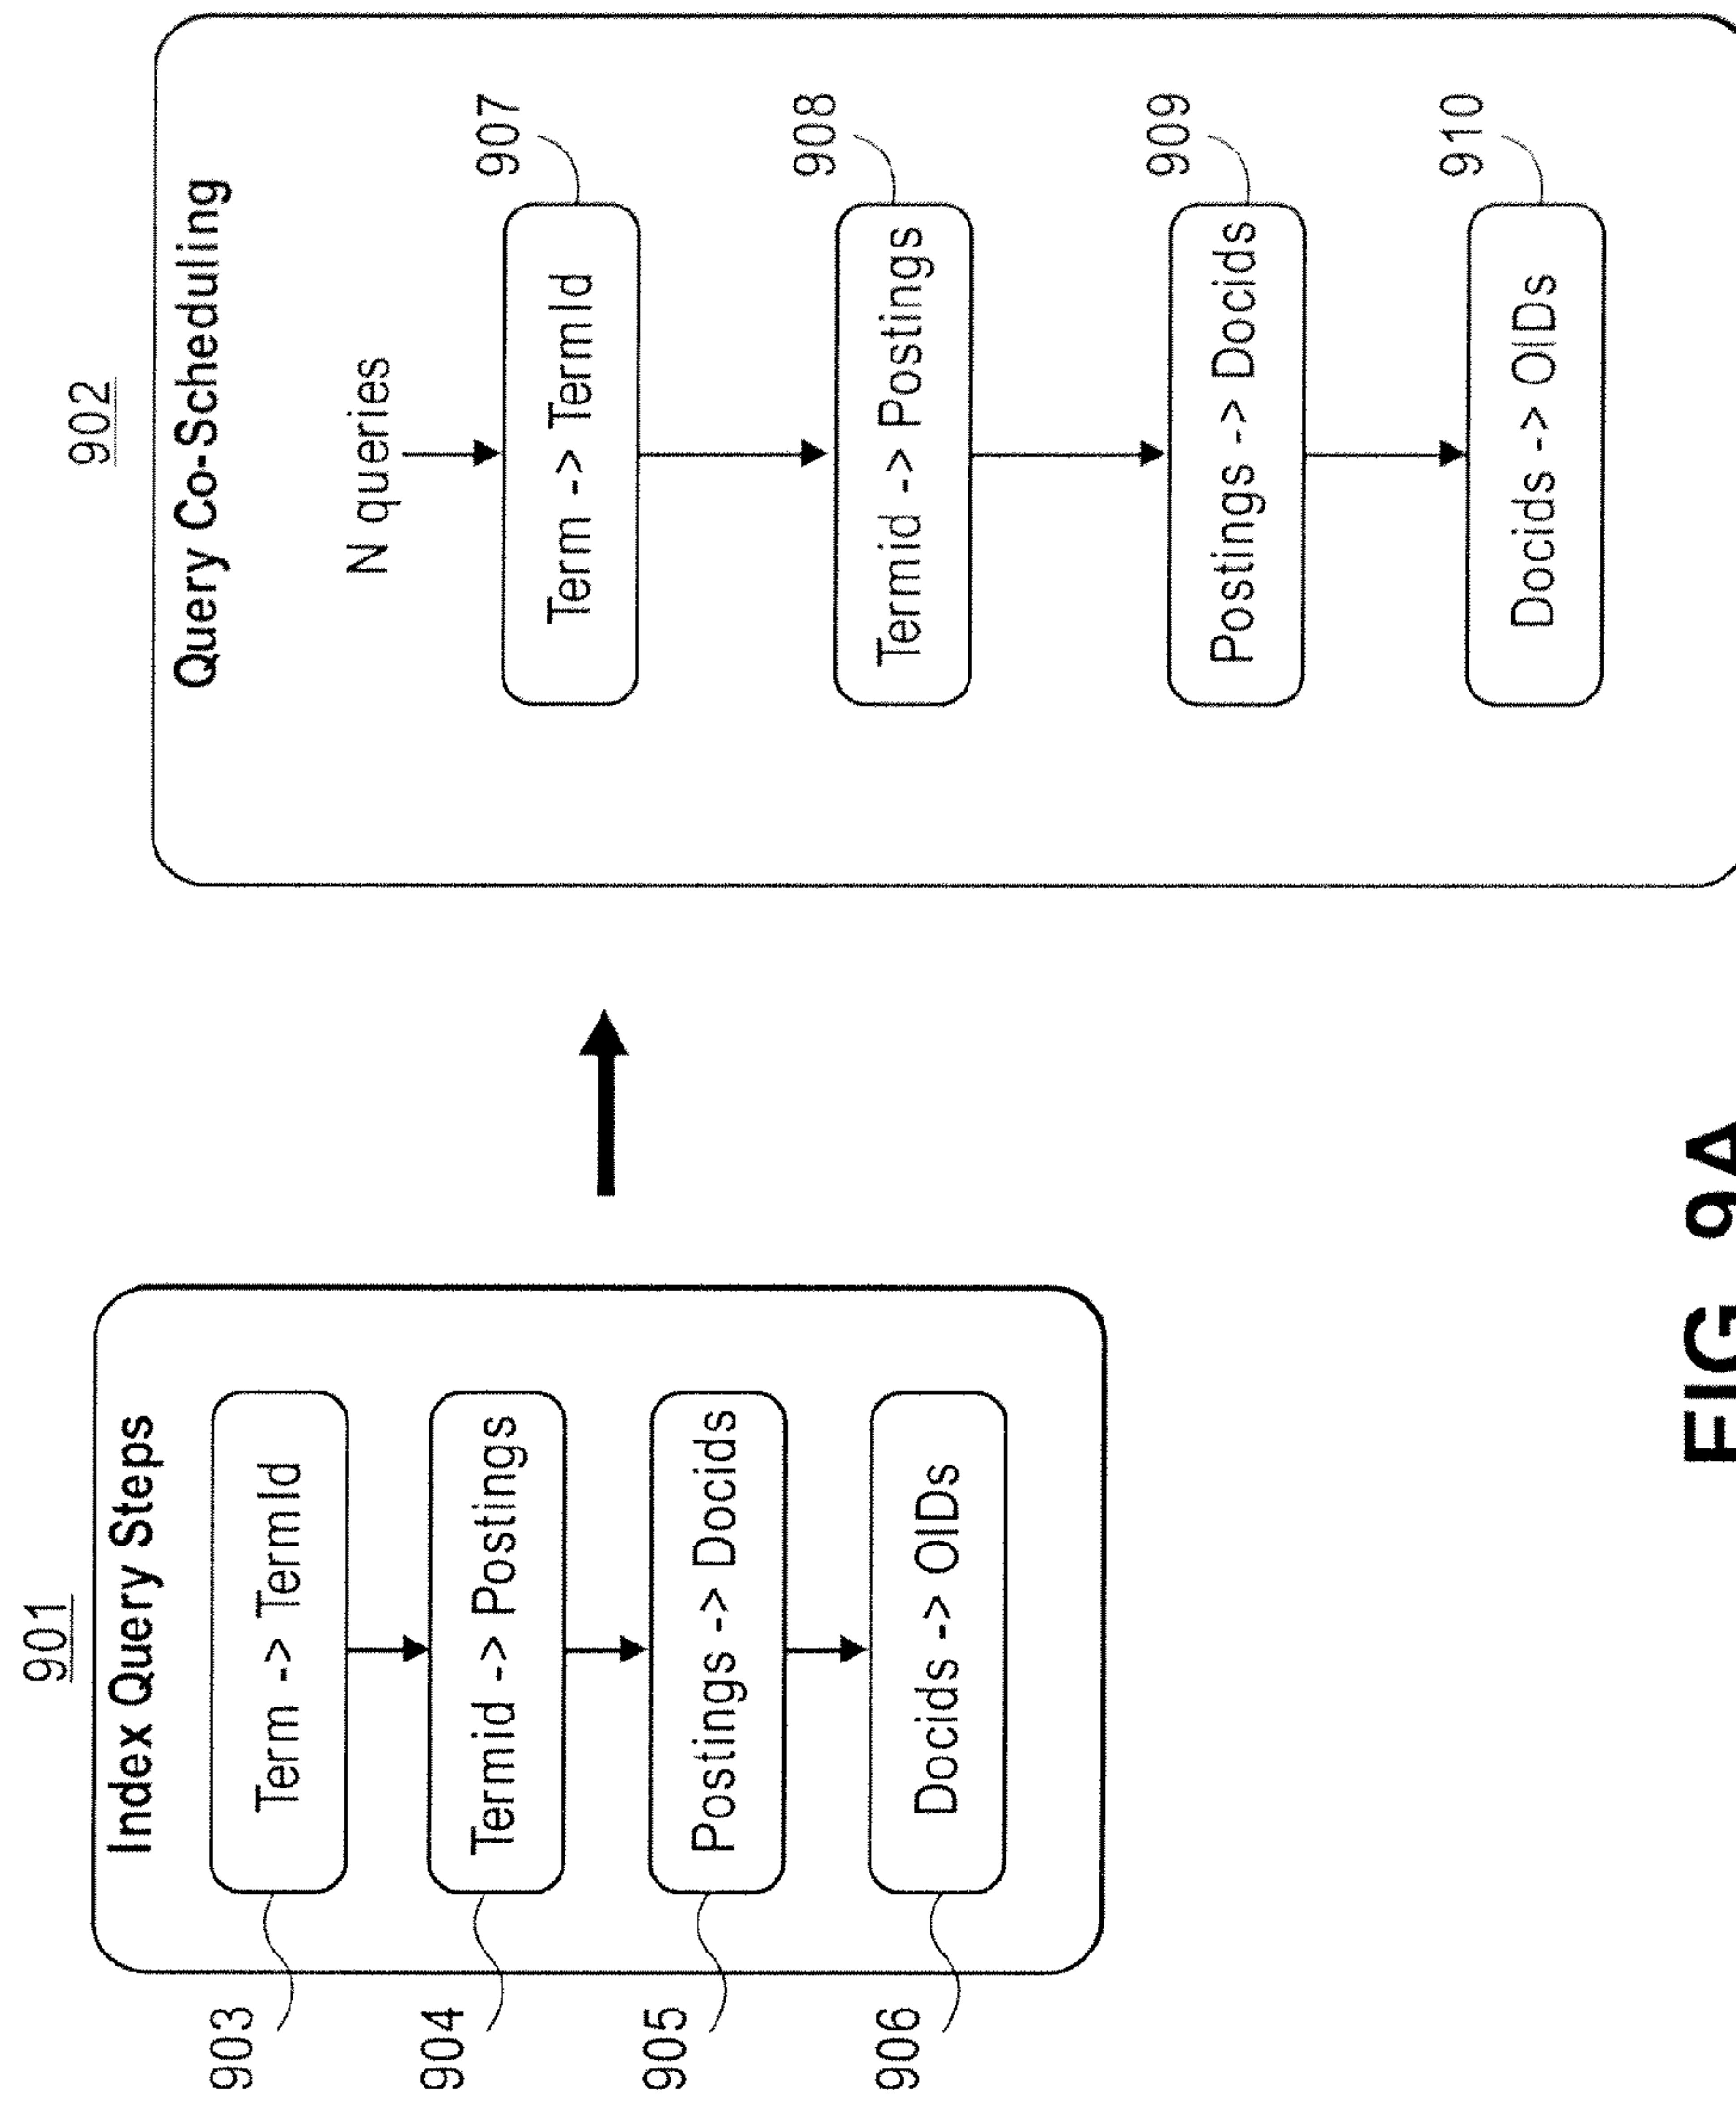 901
Index Query Steps
903
Term -> TermId
904
Termid -> Postings
905
Postings -> Docids
906
Docids -> OIDs
902
Query Co-Scheduling
N queries
907
Term -> TermId
908
Termid -> Postings
909
Postings -> Docids
910
Docids -> OIDs
FIG 9A